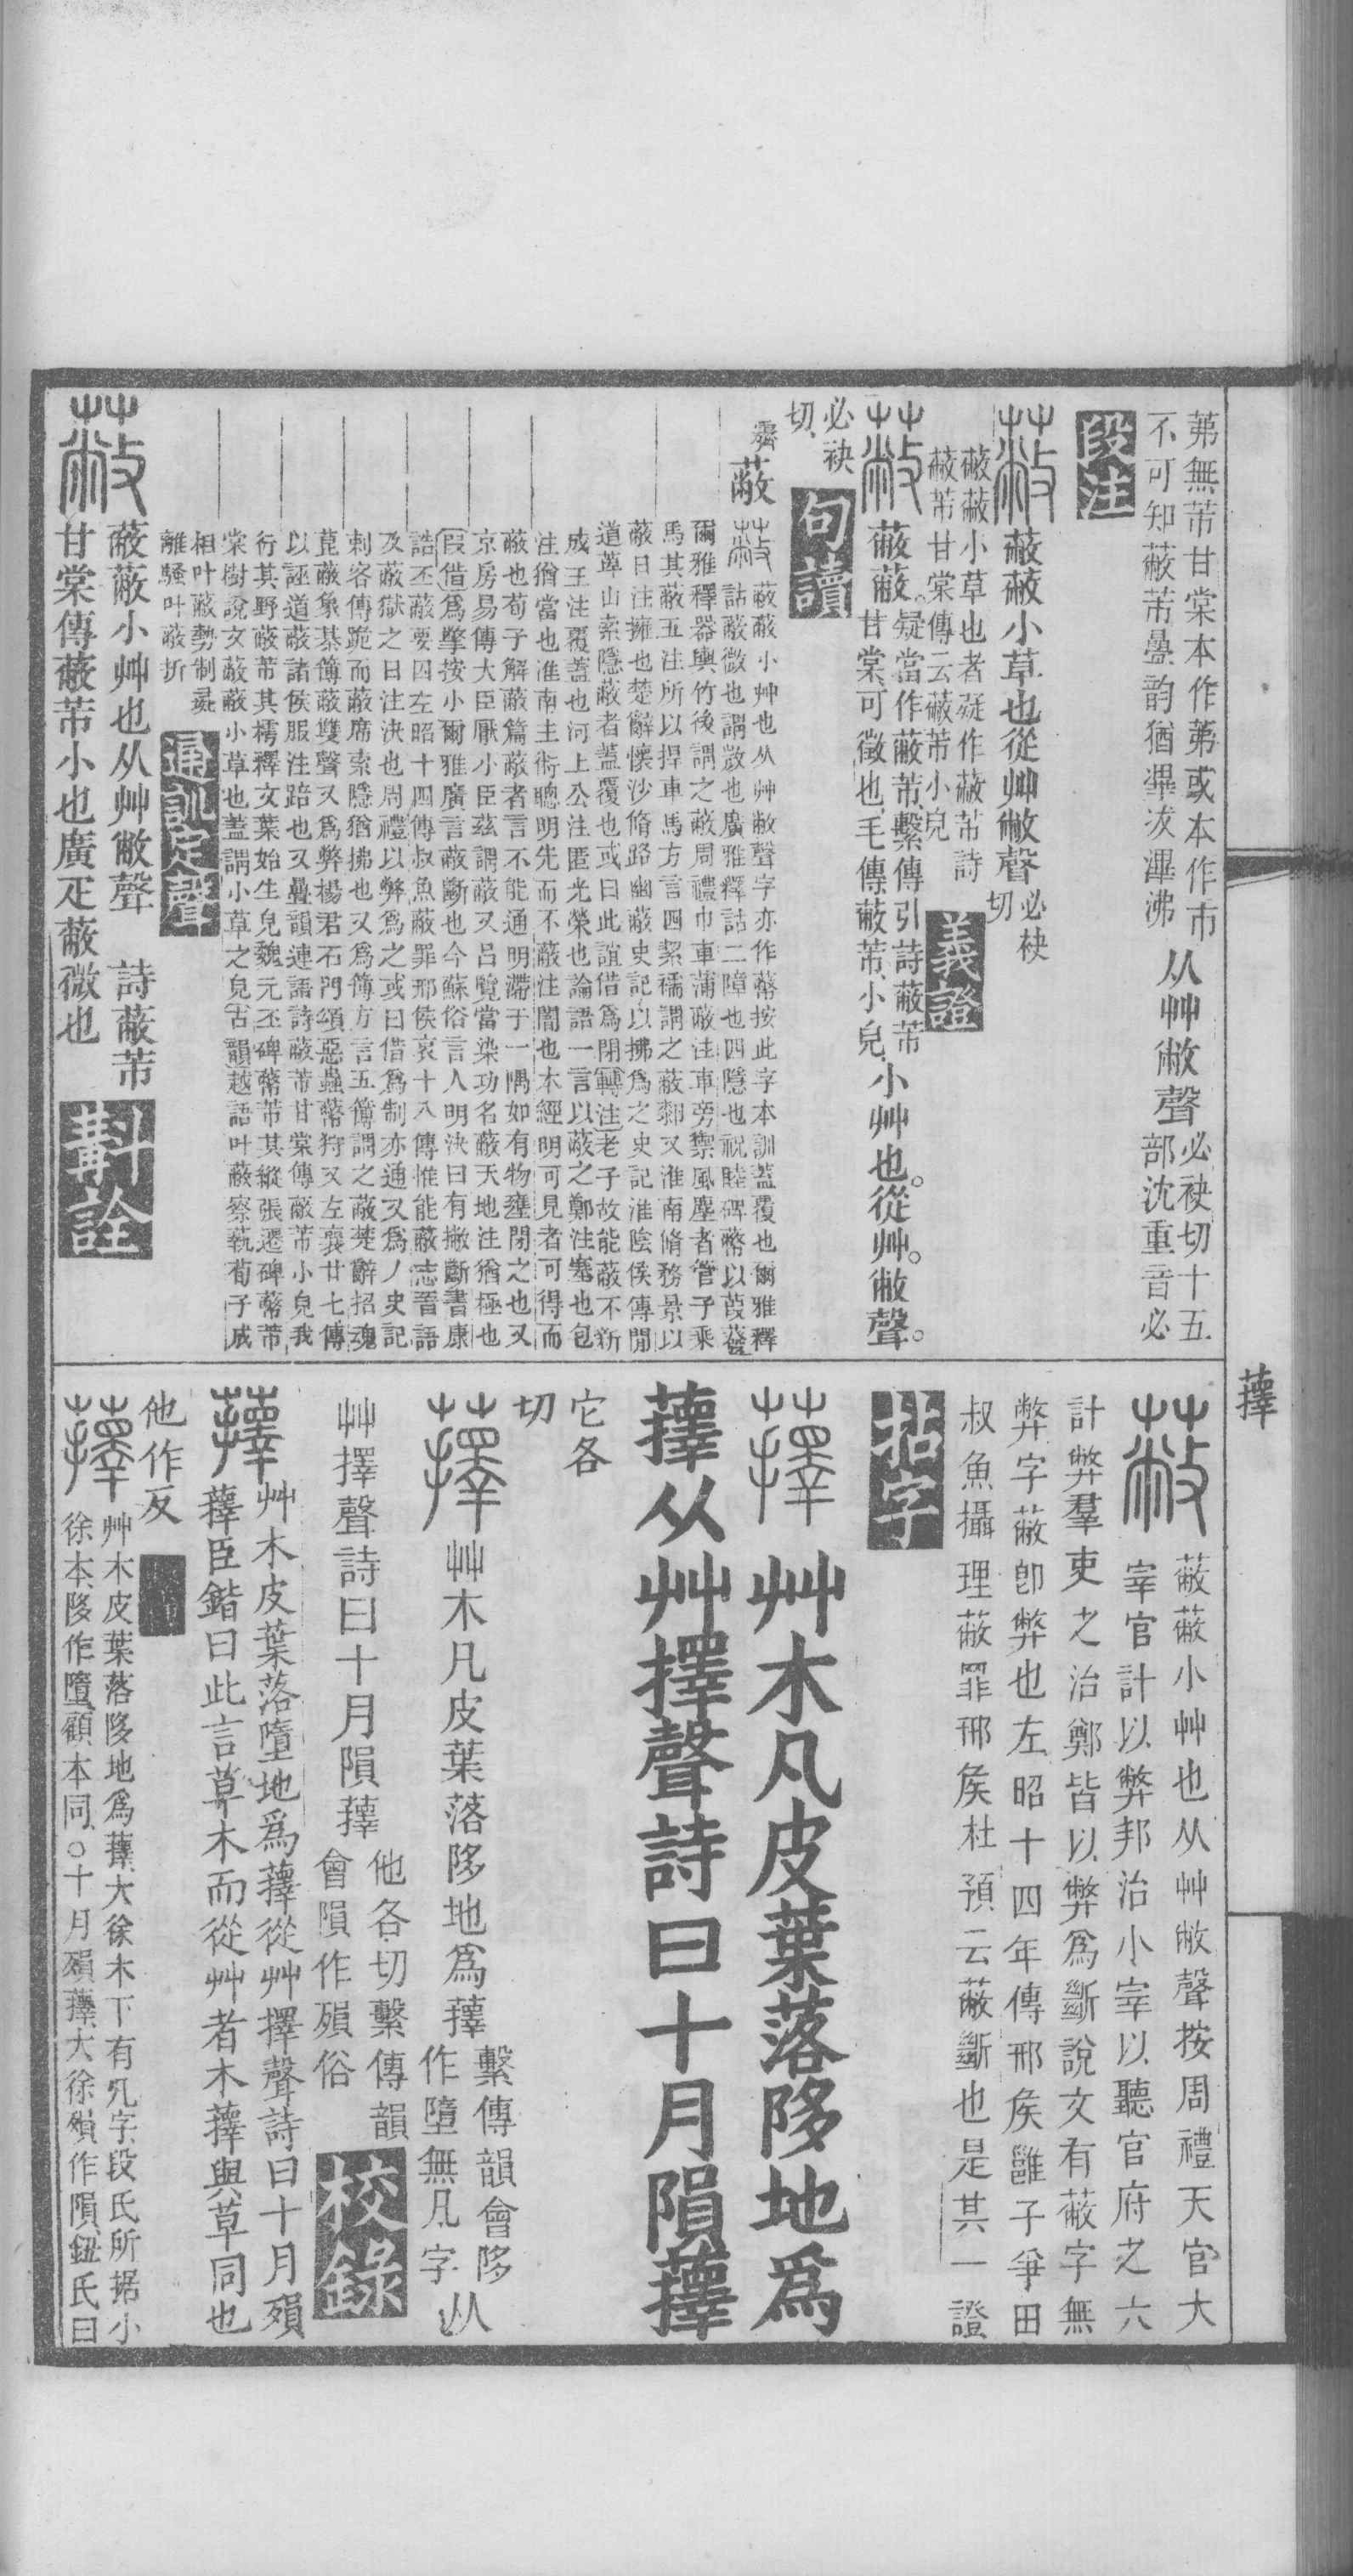 茀無芾甘棠本作茀或本作市
不可知蔽芾曡韵猶滭冹滭沸
从艸敝聲
必袂切十五
部沈重音必
段注
蔽蔽小草也從艸敝聲
必袂
切
蔽蔽小草也者疑作蔽芾詩
蔽芾甘棠傳云蔽芾小皃
義證
蔽蔽
疑當作蔽芾繫傳引詩蔽芾
甘棠可徵也毛傳蔽芾小皃
小艸也。從艸。敝聲。
必袂
切
句讀
蔽
蔽蔽小艸也从艸敝聲字亦作蔽按此字本訓蓋覆也爾雅釋
詁蔽微也謂敳也廣雅釋詁二障也四隱也祝睦碑蔽以葭
爾雅釋器輿竹後謂之蔽周禮巾車蒲蔽注車旁禦風塵者管子乘
馬其蔽五注所以捍車馬方言四絜襦謂之蔽䣛又淮南脩務景以
蔽日注擁也楚辭懷沙脩路幽蔽史記以拂爲之史記淮陰侯傳閒
道萆山索隱蔽者蓋覆也或曰此誼借爲閉轉注老子故能蔽不新
成王注覆蓋也河上公注匿光榮也論語一言以蔽之鄭注塞也包
注猶當也淮南主術聰明先而不蔽注闇也本經明可見者可得而
蔽也荀子解蔽篇蔽者言不能通明滯于一隅如有物壅閉之也又
京房易傳大臣厭小臣茲謂蔽又呂覽當染功名蔽天地注猶極也
假借爲擎按小爾雅廣言蔽斷也今蘇俗言人明決曰有撇斷書康
誥丕蔽要囚左昭十四傳叔魚蔽罪邢侯哀十八傳惟能蔽志晉語
及蔽獄之日注決也周禮以弊爲之或曰借爲制亦通又爲丿史記
刺客傳跪而蔽席索隱猶拂也又爲簙方言五簙謂之蔽楚辭招魂
菎蔽象棊簙蔽雙聲又爲弊楊君石門頌惡蟲蔽狩又左襄廿七傳
以誣道蔽諸侯服注踣也又曡韻連語詩蔽芾甘棠傳蔽芾小皃我
行其野蔽芾其樗釋文葉始生皃魏元丕碑蔽芾其縱張遷碑蔽芾
棠樹說文蔽蔽小草也蓋謂小草之皃古韻越語叶蔽察蓺荀子成
相叶蔽勢制
離騷叶蔽折
通訓定聲
蔽蔽小艸也从艸敝聲 詩蔽芾
甘棠傳蔽芾小也廣疋蔽微也
斠詮
蔽蔽小艸也从艸敝聲按周禮天官大
宰官計以弊邦治小宰以聽官府之六
計弊羣吏之治鄭皆以弊爲斷說文有蔽字無
弊字蔽卽弊也左昭十四年傳邢矦雝子爭田
叔魚攝理蔽罪邢矦杜預云蔽斷也是其一證
拈字
蘀 艸木凡皮葉落陊地爲
蘀从艸擇聲詩曰十月隕蘀
它各
切
蘀 艸木凡皮葉落陊地爲蘀
繫傳韻會陊
作墮無凡字
从
艸擇聲詩曰十月隕蘀
他各切繫傳韻
會隕作殞俗
校錄
蘀 艸木皮葉落墮地爲蘀從艸擇聲詩曰十月殞
蘀臣鍇曰此言草木而從艸者木蘀與草同也
他作反
蘀 艸木皮葉落陊地爲蘀大徐木下有凡字段氏所据小
徐本陊作墮顧本同○十月殞蘀大徐殞作隕鈕氏曰
蘀